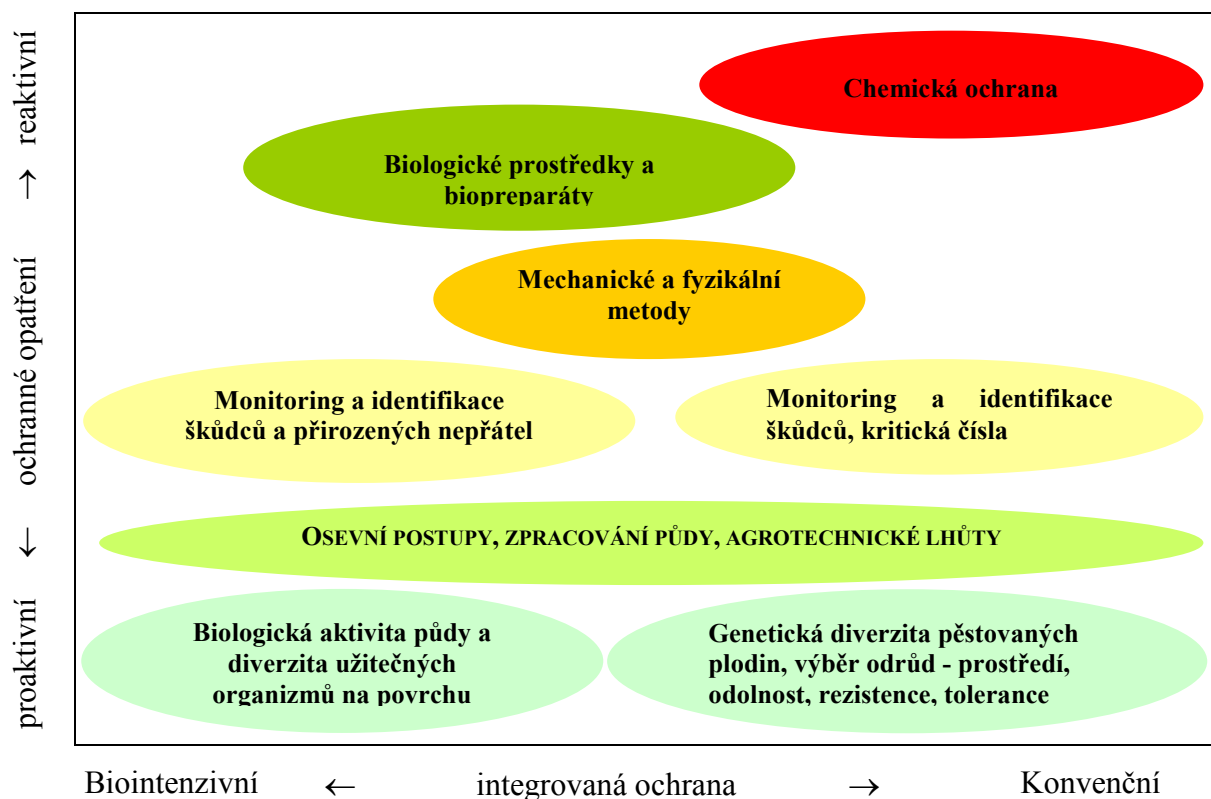 Chemická ochrana
Biologické prostředky a
biopreparáty
Mechanické a fyzikální
metody
Monitoring a identifikace
škůdců a přirozených nepřátel
Monitoring a identifikace
škůdců, kritická čísla
OSEVNÍ POSTUPY, ZPRACOVÁNÍ PŮDY, AGROTECHNICKÉ LHŮTY
Biologická aktivita půdy a
diverzita užitečných
organizmů na povrchu
Genetická diverzita pěstovaných
plodin, výběr odrůd - prostředí,
odolnost, rezistence, tolerance
proaktivní ← ochranné opatření → reaktivní
Biointenzivní ← integrovaná ochrana → Konvenční